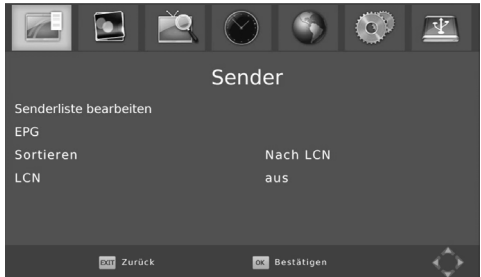 Sender
Senderliste bearbeiten
EPG
Sortieren Nach LCN
LCN aus
EXIT Zurück OK Bestätigen